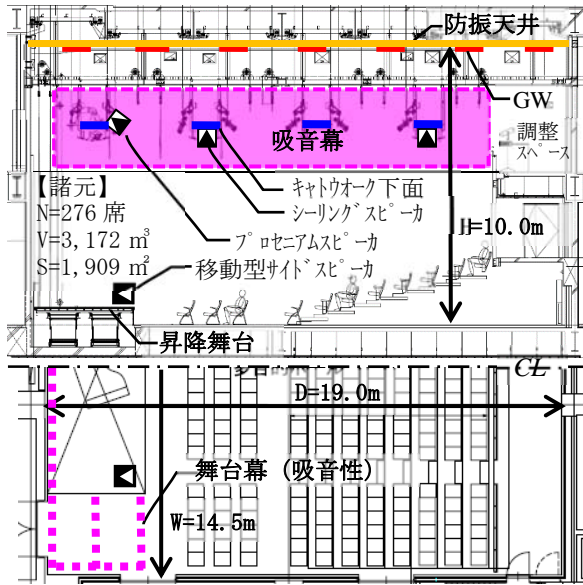 防振天井
GW
調整
スペース
吸音幕
【諸元】
N=276 席
V=3,172 ㎥
S=1,909 ㎡
キャトウオーク下面
シーリングスピーカ
プロセニアムスピーカ
移動型サイドスピーカ
H=10.0m
昇降舞台
CL
D=19.0m
舞台幕 (吸音性)
W=14.5m